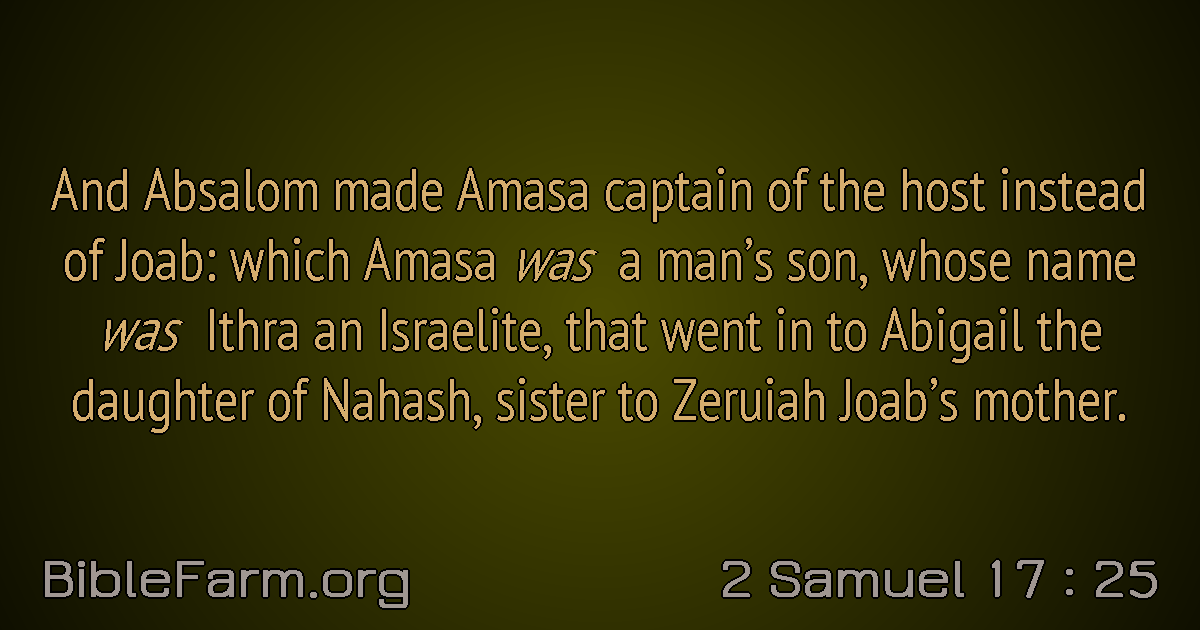 And Absalom made Amasa captain of the host instead
of Joab: which Amasa was a man’s son, whose name
was Ithra an Israelite, that went in to Abigail the
daughter of Nahash, sister to Zeruiah Joab’s mother.
BibleFarm.org
2 Samuel 17 : 25